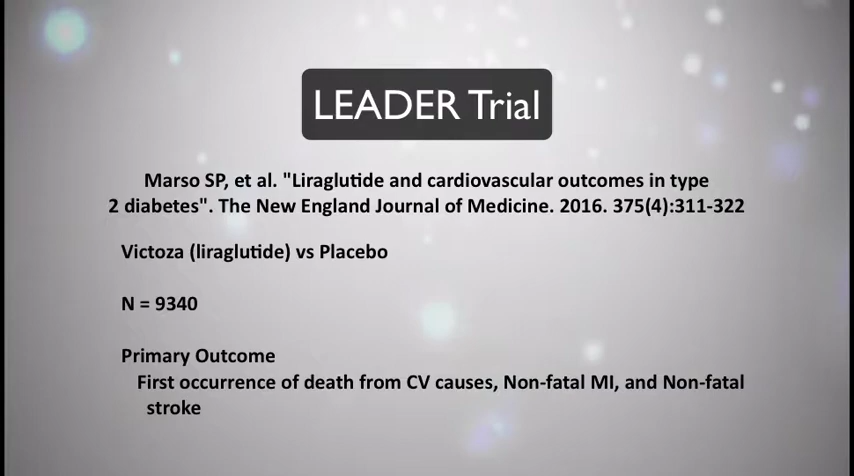 LEADER Trial
Marso SP, et al. "Liraglutide and cardiovascular outcomes in type
2 diabetes". The New England Journal of Medicine. 2016. 375(4):311-322
Victoza (liraglutide) vs Placebo
N = 9340
Primary Outcome
First occurrence of death from CV causes, Non-fatal MI, and Non-fatal
stroke